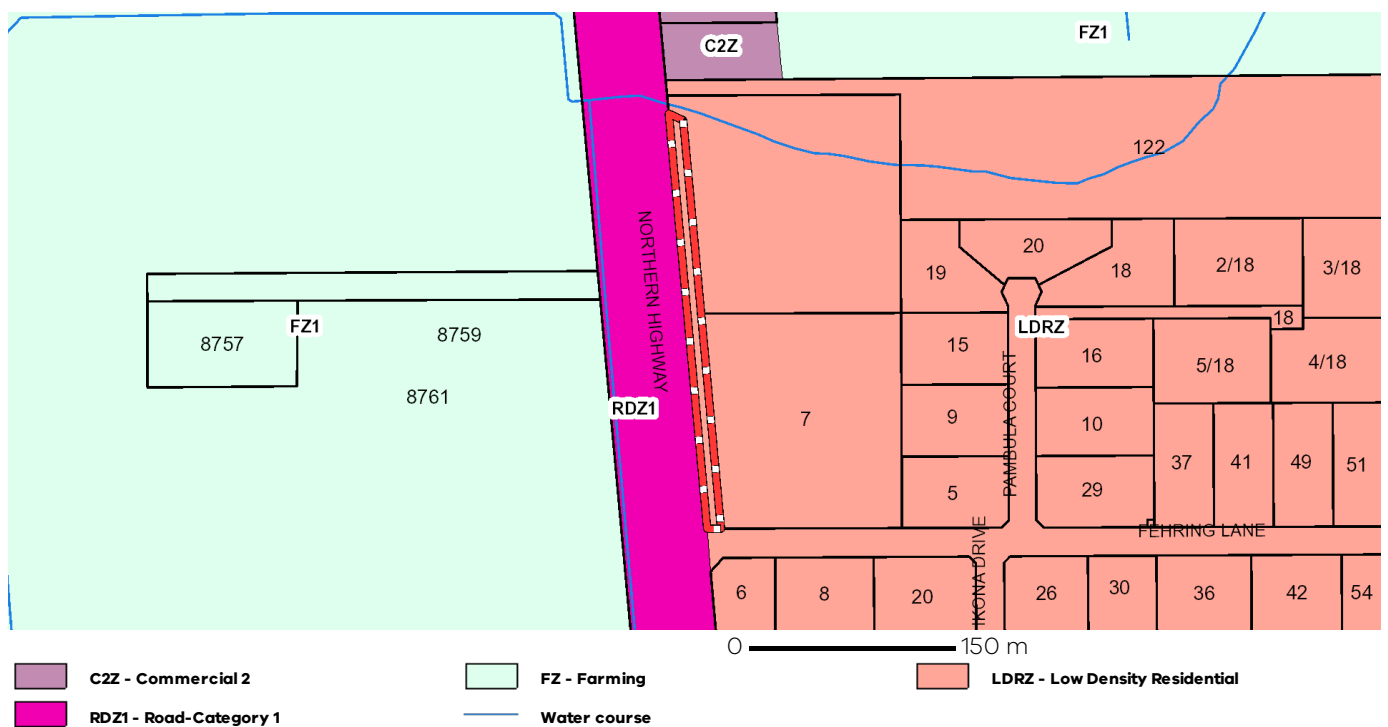 C2Z
FZ1
122
NORTHERN HIGHWAY
20
19
18
2/18
3/18
18
LDRZ
FZ1
8757
8759
15
16
5/18
4/18
8761
RDZ1
7
9
PAMBULA COURT
10
37
41
49
51
5
29
IKONA DRIVE
FEHRING LANE
6
8
20
26
30
36
42
54
0 150 m
C2Z - Commercial 2
FZ - Farming
LDRZ - Low Density Residential
RDZ1 - Road-Category 1
Water course